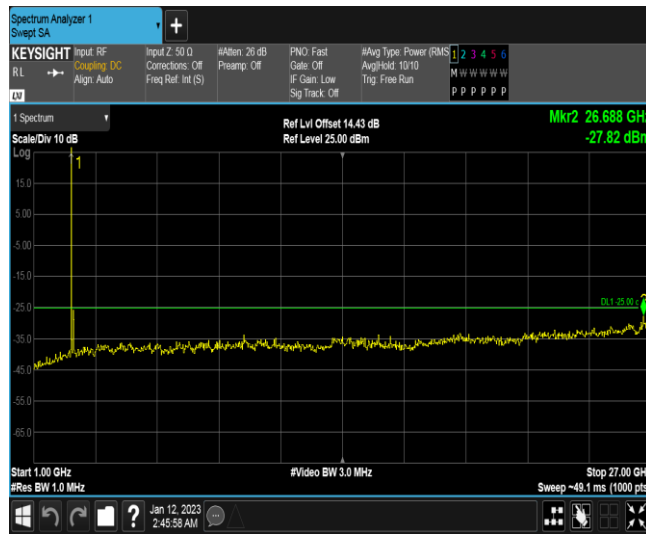 Spectrum Analyzer 1
Swept SA
KEYSIGHT
RL
LXI
Input: RF
Coupling: DC
Align: Auto
Input Z: 50 Ω
Corrections: Off
Freq Ref: Int (S)
#Atten: 26 dB
Preamp: Off
PNO: Fast
Gate: Off
IF Gain: Low
Sig Track: Off
#Avg Type: Power (RMS
Avg|Hold: 10/10
Trig: Free Run
1 2 3 4 5 6
M W W W W W
P P P P P P
1 Spectrum
Scale/Div 10 dB
Ref Lvl Offset 14.43 dB
Ref Level 25.00 dBm
Mkr2 26.688 GHz
-27.82 dBm
Log
1
15.0
5.00
-5.00
-15.0
-25.0
-35.0
-45.0
-55.0
-65.0
DL1 -25.00
Start 1.00 GHz
#Res BW 1.0 MHz
#Video BW 3.0 MHz
Stop 27.00 GH
Sweep ~49.1 ms (1000 pts
?
Jan 12, 2023
2:45:58 AM